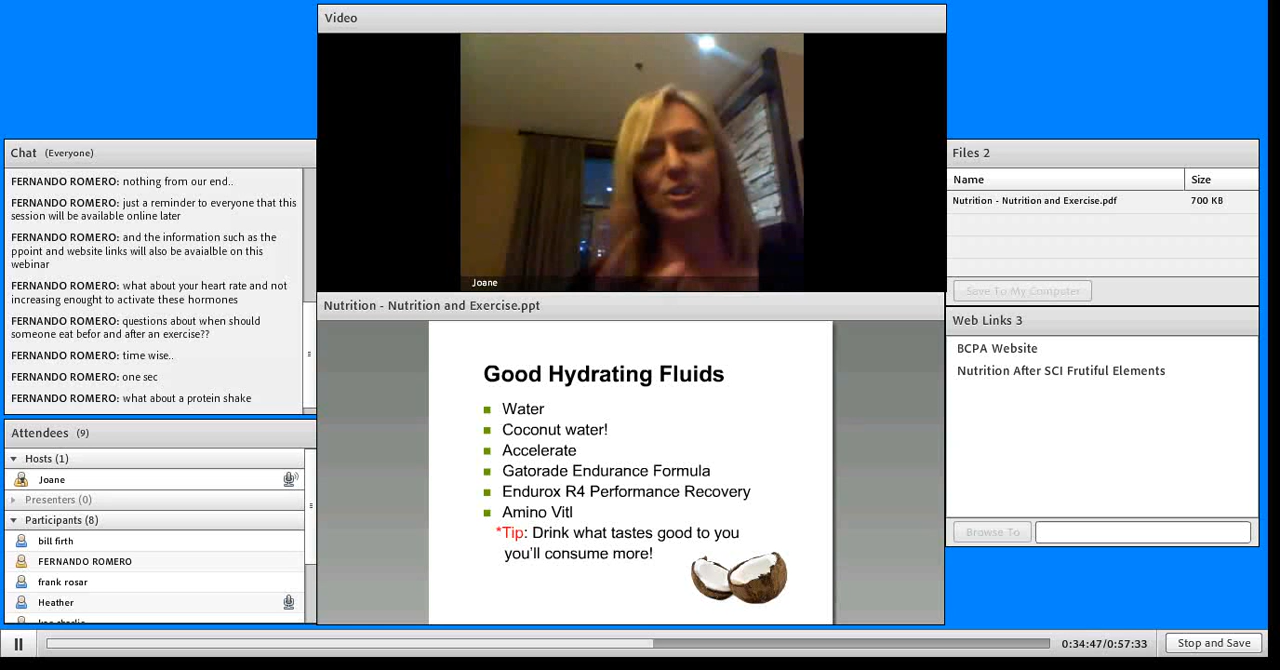 Video
Joane
Chat (Everyone)
FERNANDO ROMERO: nothing from our end..
FERNANDO ROMERO: just a reminder to everyone that this
session will be available online later
FERNANDO ROMERO: and the information such as the
ppoint and website links will also be avaialble on this
webinar
FERNANDO ROMERO: what about your heart rate and not
increasing enought to activate these hormones
FERNANDO ROMERO: questions about when should
someone eat befor and after an exercise??
FERNANDO ROMERO: time wise..
FERNANDO ROMERO: one sec
FERNANDO ROMERO: what about a protein shake
Attendees (9)
Hosts (1)
Joane
Presenters (0)
Participants (8)
bill firth
FERNANDO ROMERO
frank rosar
Heather
Nutrition - Nutrition and Exercise.ppt
Good Hydrating Fluids
Water
Coconut water!
Accelerate
Gatorade Endurance Formula
Endurox R4 Performance Recovery
Amino Vitl
*Tip: Drink what tastes good to you
you'll consume more!
Files 2
Name Size
Nutrition - Nutrition and Exercise.pdf 700 KB
Save To My Computer
Web Links 3
BCPA Website
Nutrition After SCI Frutiful Elements
Browse To
0:34:47/0:57:33
Stop and Save